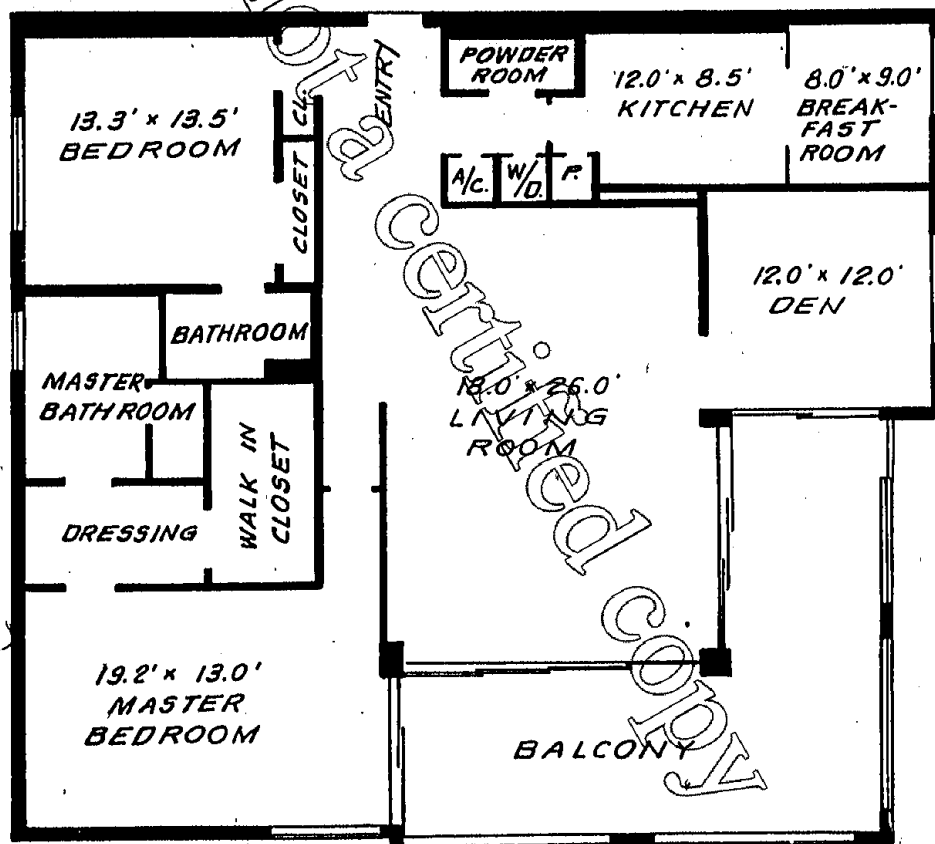 ENTRY
POWDER
ROOM
12.0' x 8.5'
KITCHEN
8.0' x 9.0'
BREAK-
FAST
ROOM
13.3' x 13.5'
BEDROOM
CL.
CLOSET
A/C.
W/D.
P.
12.0' x 12.0'
DEN
BATHROOM
MASTER
BATHROOM
18.0' x 26.0'
LIVING
ROOM
WALK IN
CLOSET
DRESSING
19.2' x 13.0'
MASTER
BEDROOM
BALCONY
not a certified copy